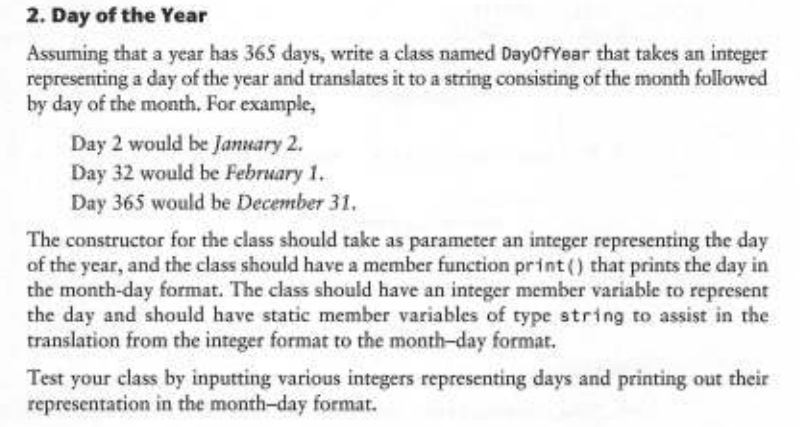 2. Day of the Year
Assuming that a year has 365 days, write a class named DayOfYear that takes an integer
representing a day of the year and translates it to a string consisting of the month followed
by day of the month. For example,
Day 2 would be January 2.
Day 32 would be February 1.
Day 365 would be December 31.
The constructor for the class should take as parameter an integer representing the day
of the year, and the class should have a member function print() that prints the day in
the month-day format. The class should have an integer member variable to represent
the day and should have static member variables of type string to assist in the
translation from the integer format to the month–day format.
Test your class by inputting various integers representing days and printing out their
representation in the month–day format.